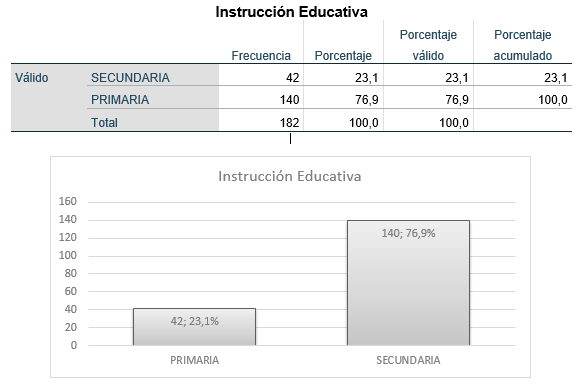 Instrucción Educativa
Frecuencia Porcentaje Porcentaje válido Porcentaje acumulado
Válido SECUNDARIA 42 23,1 23,1 23,1
PRIMARIA 140 76,9 76,9 100,0
Total 182 100,0 100,0
Instrucción Educativa
160
140
120
100
80
60
40
20
0
140; 76,9%
42; 23,1%
PRIMARIA SECUNDARIA